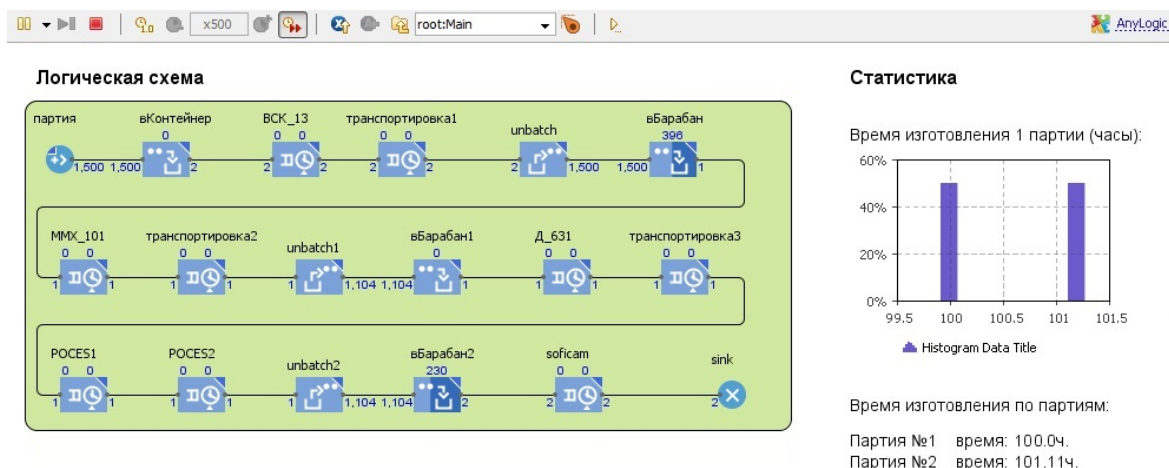 x500 root:Main AnyLogic
Логическая схема
Статистика
партия вКонтейнер ВСК_13 транспортировка1 unbatch вБарабан
0 0 0 0 0 396
1,500 1,500 2 2 2 2 2 2 1,500 1,500 1
Время изготовления 1 партии (часы):
60%
40%
20%
0%
99.5 100 100.5 101 101.5
Histogram Data Title
ММХ_101 транспортировка2 unbatch1 вБарабан1 Д_631 транспортировка3
0 0 0 0 0 0 0 0 0
1 1 1 1 1 1,104 1,104 1 1 1 1 1
POCES1 POCES2 unbatch2 вБарабан2 soficam sink
0 0 0 0 230 0 0
1 1 1 1 1 1,104 1,104 2 2 2 2
Время изготовления по партиям:
Партия №1 время: 100.0ч.
Партия №2 время: 101.11ч.